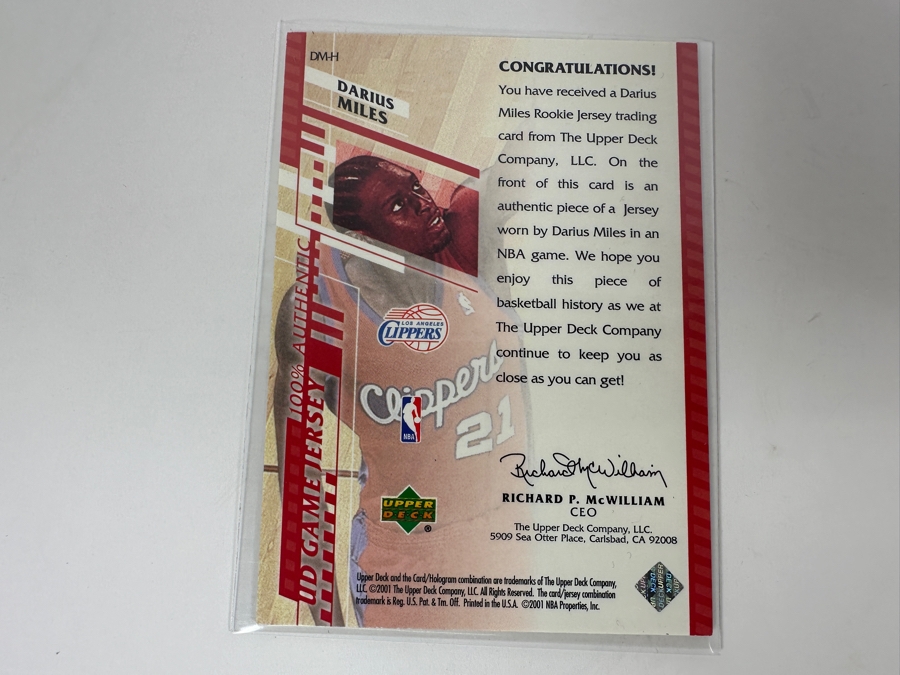 DM-H
DARIUS
MILES
100% AUTHENTIC
UD GAME JERSEY
LOS ANGELES
CLIPPERS
Clippers
21
NBA
UPPER
DECK
®
CONGRATULATIONS!
You have received a Darius
Miles Rookie Jersey trading
card from The Upper Deck
Company, LLC. On the
front of this card is an
authentic piece of a Jersey
worn by Darius Miles in an
NBA game. We hope you
enjoy this piece of
basketball history as we at
The Upper Deck Company
continue to keep you as
close as you can get!
Richard McWilliam
RICHARD P. McWILLIAM
CEO
The Upper Deck Company, LLC.
5909 Sea Otter Place, Carlsbad, CA 92008
Upper Deck and the Card/Hologram combination are trademarks of The Upper Deck Company,
LLC. ©2001 The Upper Deck Company, LLC. All Rights Reserved. The card/jersey combination
trademark is Reg. U.S. Pat. & Tm. Off. Printed in the U.S.A. ©2001 NBA Properties, Inc.